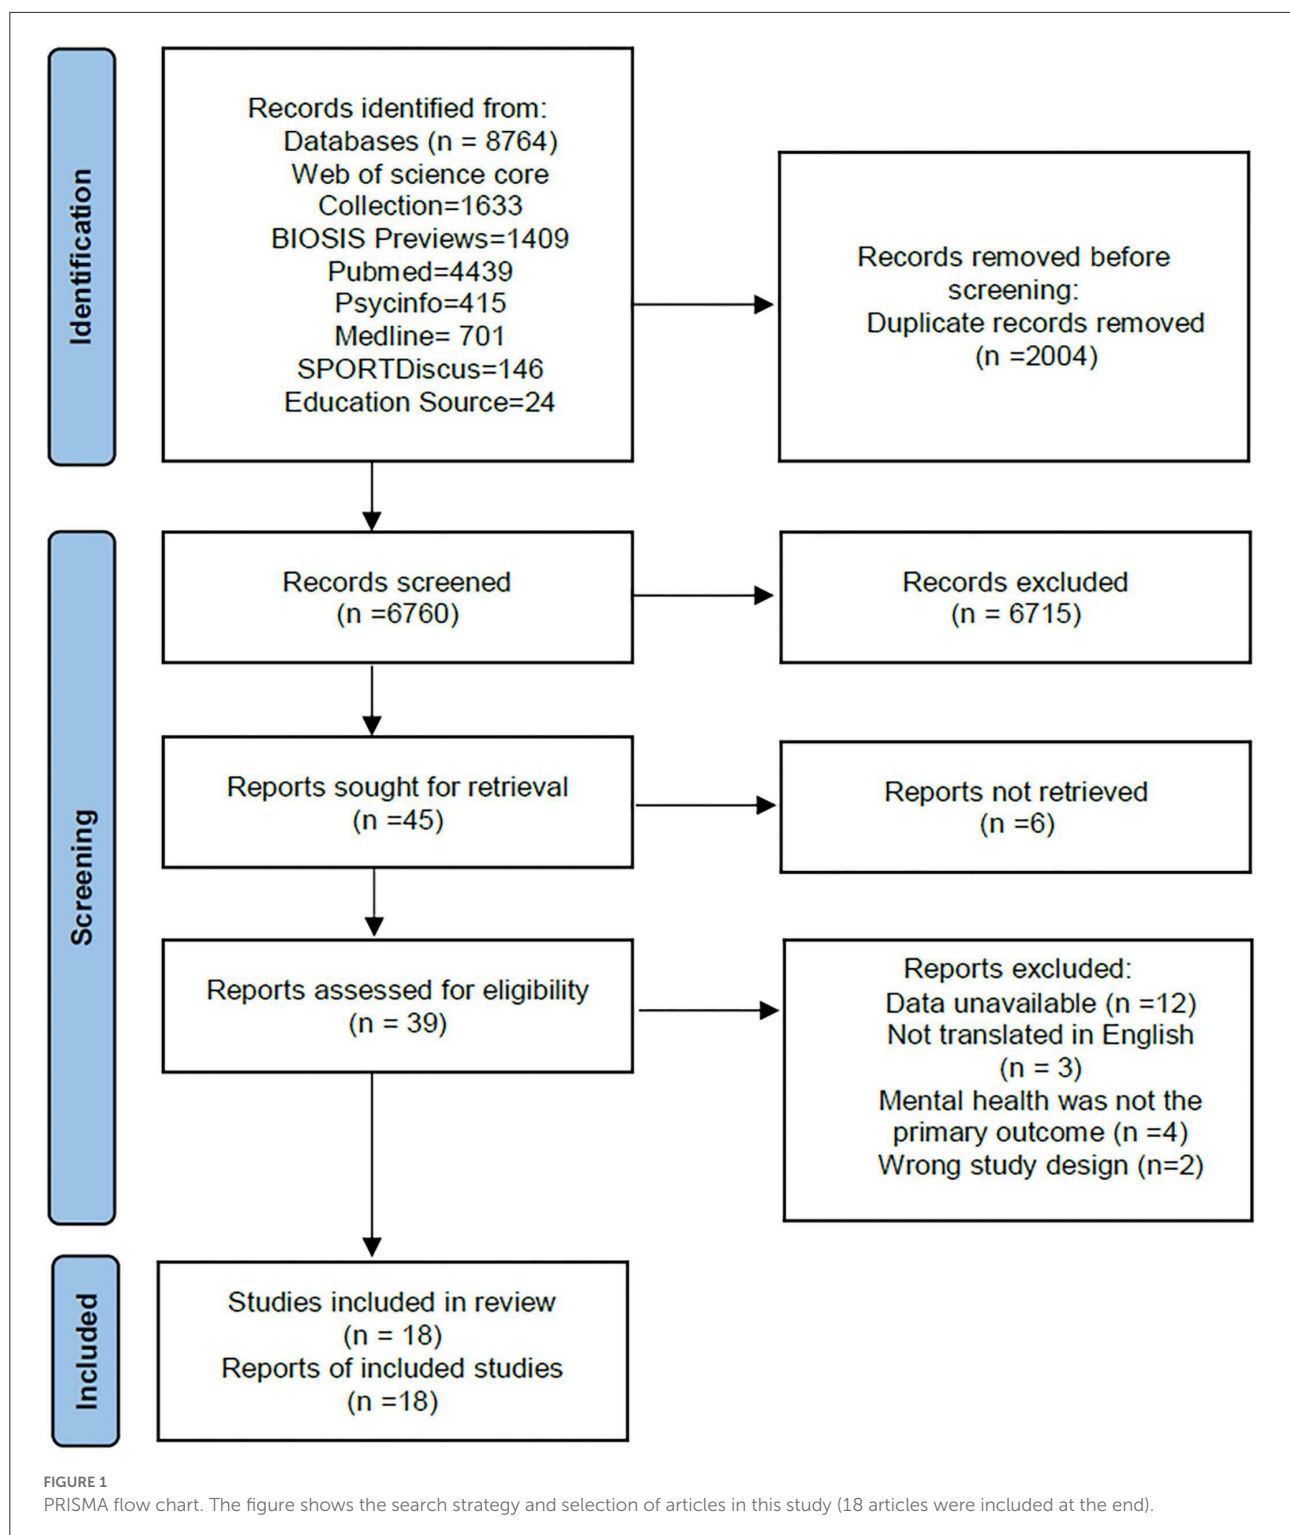 Identification
Records identified from:
Databases (n = 8764)
Web of science core
Collection=1633
BIOSIS Previews=1409
Pubmed=4439
Psycinfo=415
Medline= 701
SPORTDiscus=146
Education Source=24
Records removed before
screening:
Duplicate records removed
(n =2004)
Screening
Records screened
(n =6760)
Records excluded
(n = 6715)
Reports sought for retrieval
(n =45)
Reports not retrieved
(n =6)
Reports assessed for eligibility
(n = 39)
Reports excluded:
Data unavailable (n =12)
Not translated in English
(n = 3)
Mental health was not the
primary outcome (n =4)
Wrong study design (n=2)
Included
Studies included in review
(n = 18)
Reports of included studies
(n =18)
FIGURE 1
PRISMA flow chart. The figure shows the search strategy and selection of articles in this study (18 articles were included at the end).